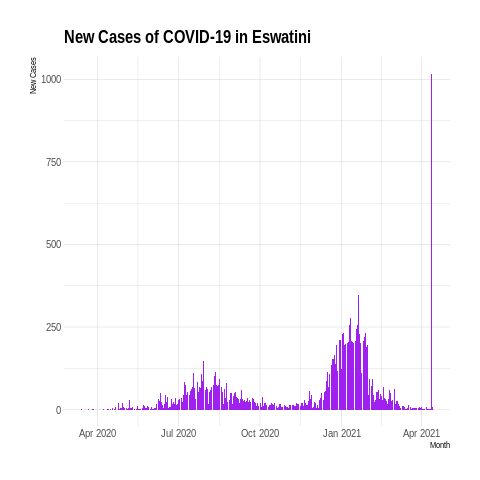 New Cases of COVID-19 in Eswatini
New Cases
1000
750
500
250
0
Apr 2020 Jul 2020 Oct 2020 Jan 2021 Apr 2021
Month